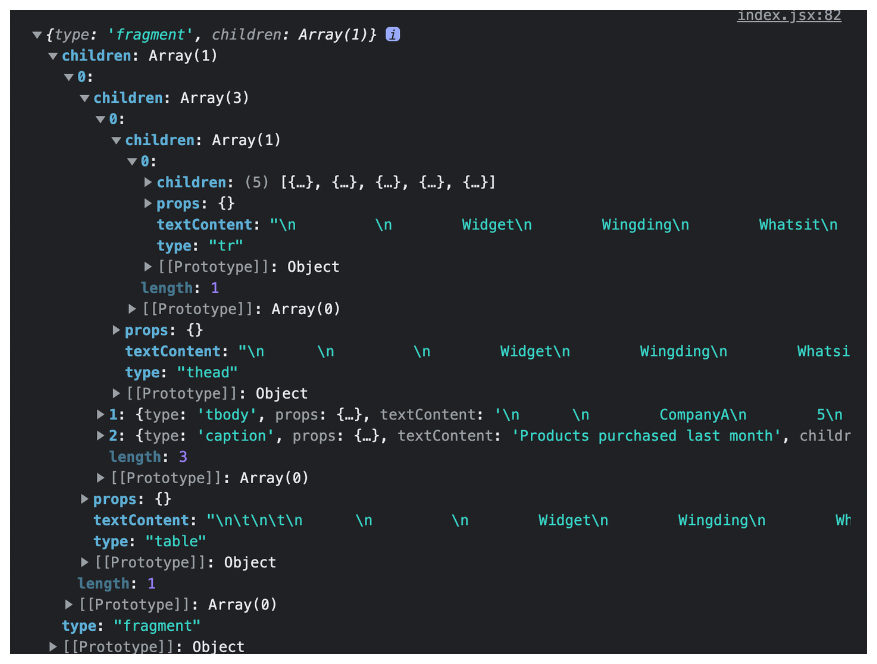 index.jsx:82
▼{type: 'fragment', children: Array(1)} i
▼children: Array(1)
▼0:
▼children: Array(3)
▼0:
▼children: Array(1)
▼0:
▶children: (5) [{…}, {…}, {…}, {…}, {…}]
▶props: {}
textContent: "\n         \n        Widget\n        Wingding\n        Whatsit\n
type: "tr"
▶[[Prototype]]: Object
length: 1
▶[[Prototype]]: Array(0)
▶props: {}
textContent: "\n      \n         \n        Widget\n        Wingding\n        Whatsi
type: "thead"
▶[[Prototype]]: Object
▶1: {type: 'tbody', props: {…}, textContent: '\n      \n        CompanyA\n        5\n
▶2: {type: 'caption', props: {…}, textContent: 'Products purchased last month', childr
length: 3
▶[[Prototype]]: Array(0)
▶props: {}
textContent: "\n\t\n\t\n      \n         \n        Widget\n        Wingding\n        Wh
type: "table"
▶[[Prototype]]: Object
length: 1
▶[[Prototype]]: Array(0)
type: "fragment"
▶[[Prototype]]: Object